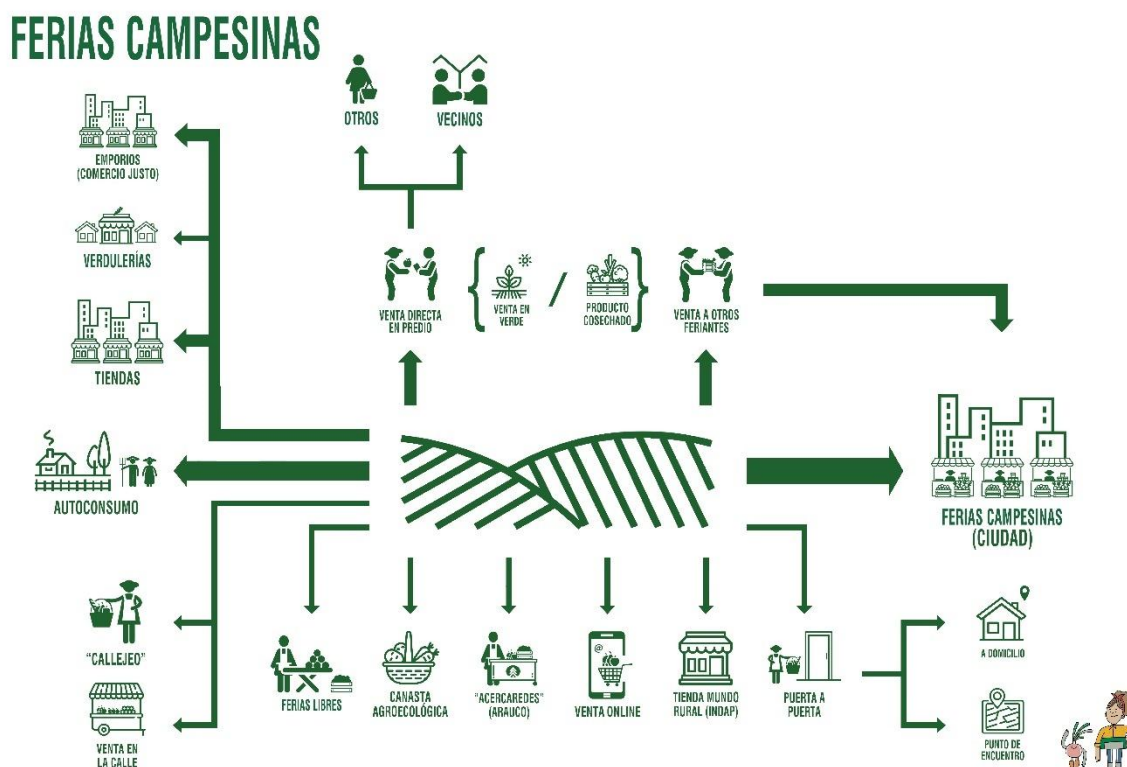 FERIAS CAMPESINAS
OTROS
VECINOS
EMPORIOS
(COMERCIO JUSTO)
VERDULERÍAS
TIENDAS
VENTA DIRECTA
EN PREDIO
{
VENTA EN
VERDE
/
PRODUCTO
COSECHADO
}
VENTA A OTROS
FERIANTES
AUTOCONSUMO
FERIAS CAMPESINAS
(CIUDAD)
"CALLEJEO"
VENTA EN
LA CALLE
FERIAS LIBRES
CANASTA
AGROECOLÓGICA
"ACERCAREDES"
(ARAUCO)
@
VENTA ONLINE
TIENDA MUNDO
RURAL (INDAP)
PUERTA A
PUERTA
A DOMICILIO
PUNTO DE
ENCUENTRO